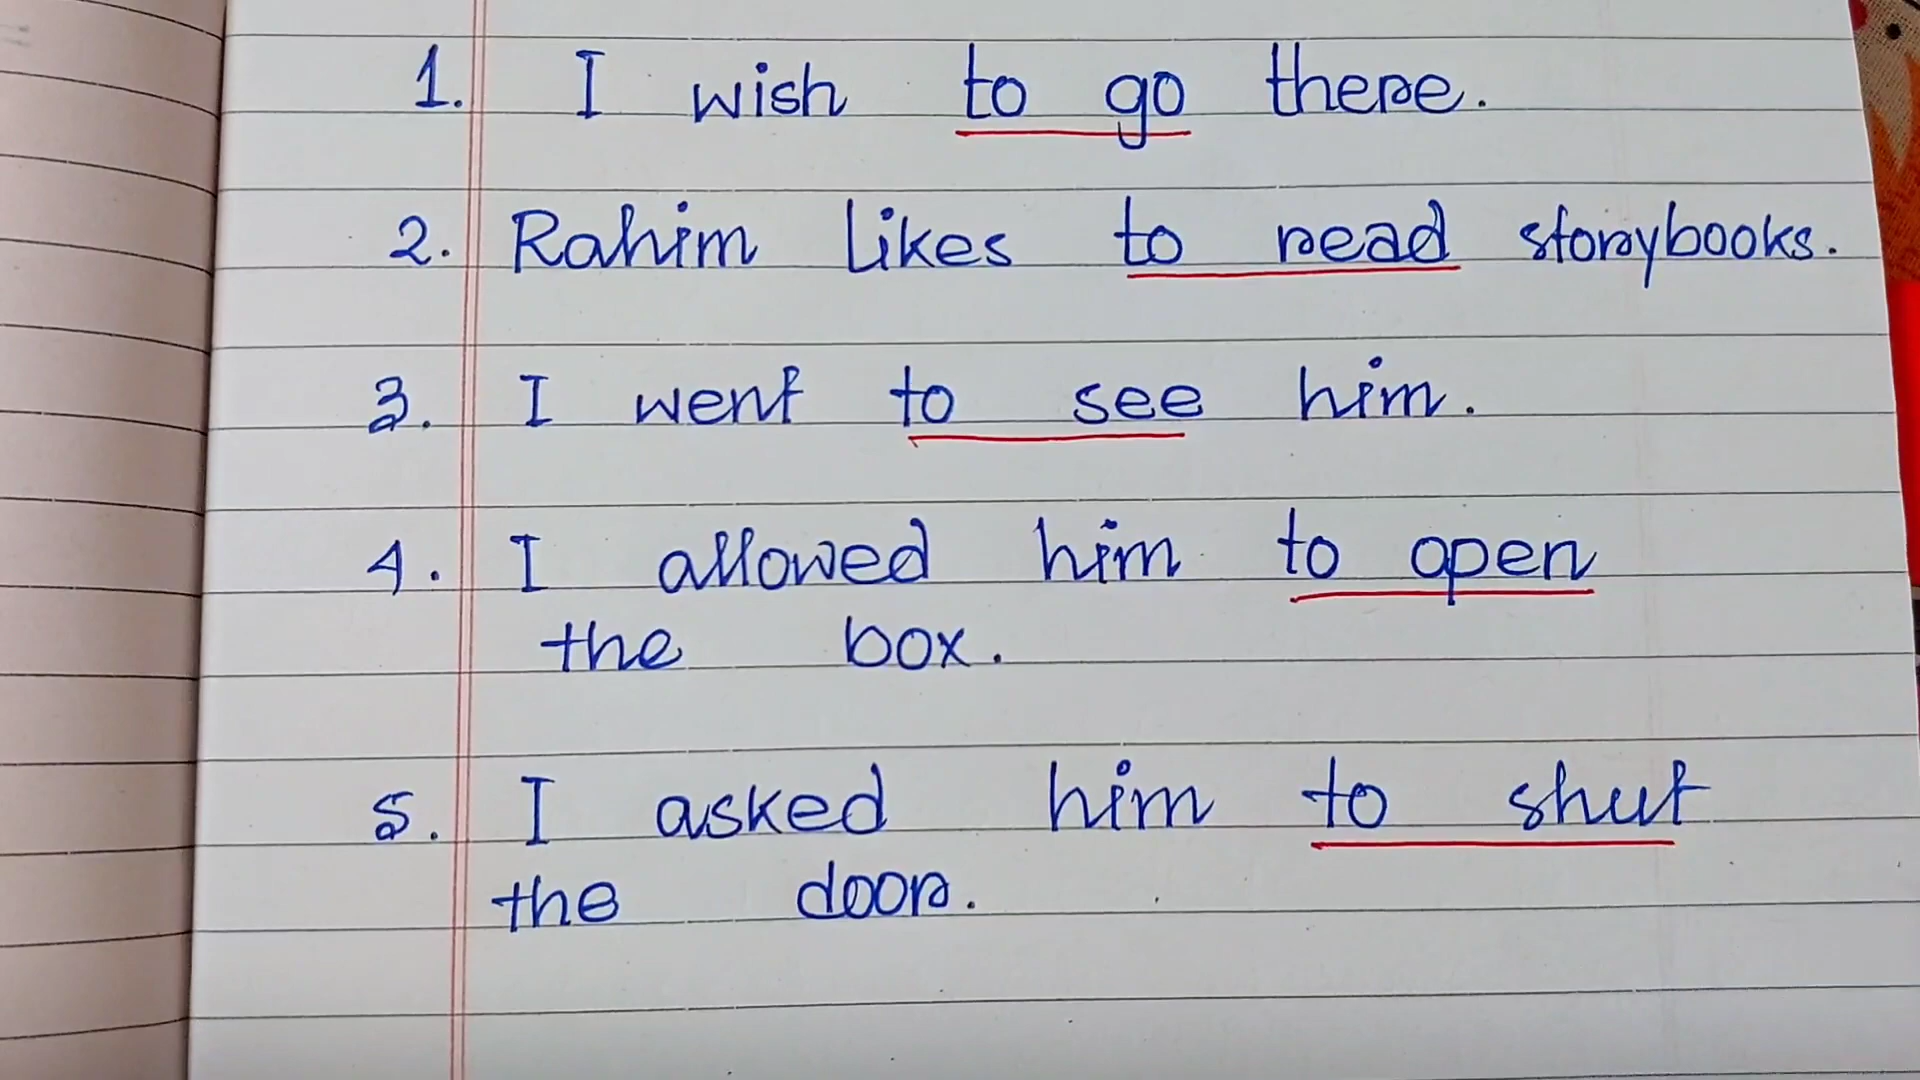 1. I wish to go there.
2. Rahim likes to read storybooks.
3. I went to see him.
4. I allowed him to open
the box.
5. I asked him to shut
the door.